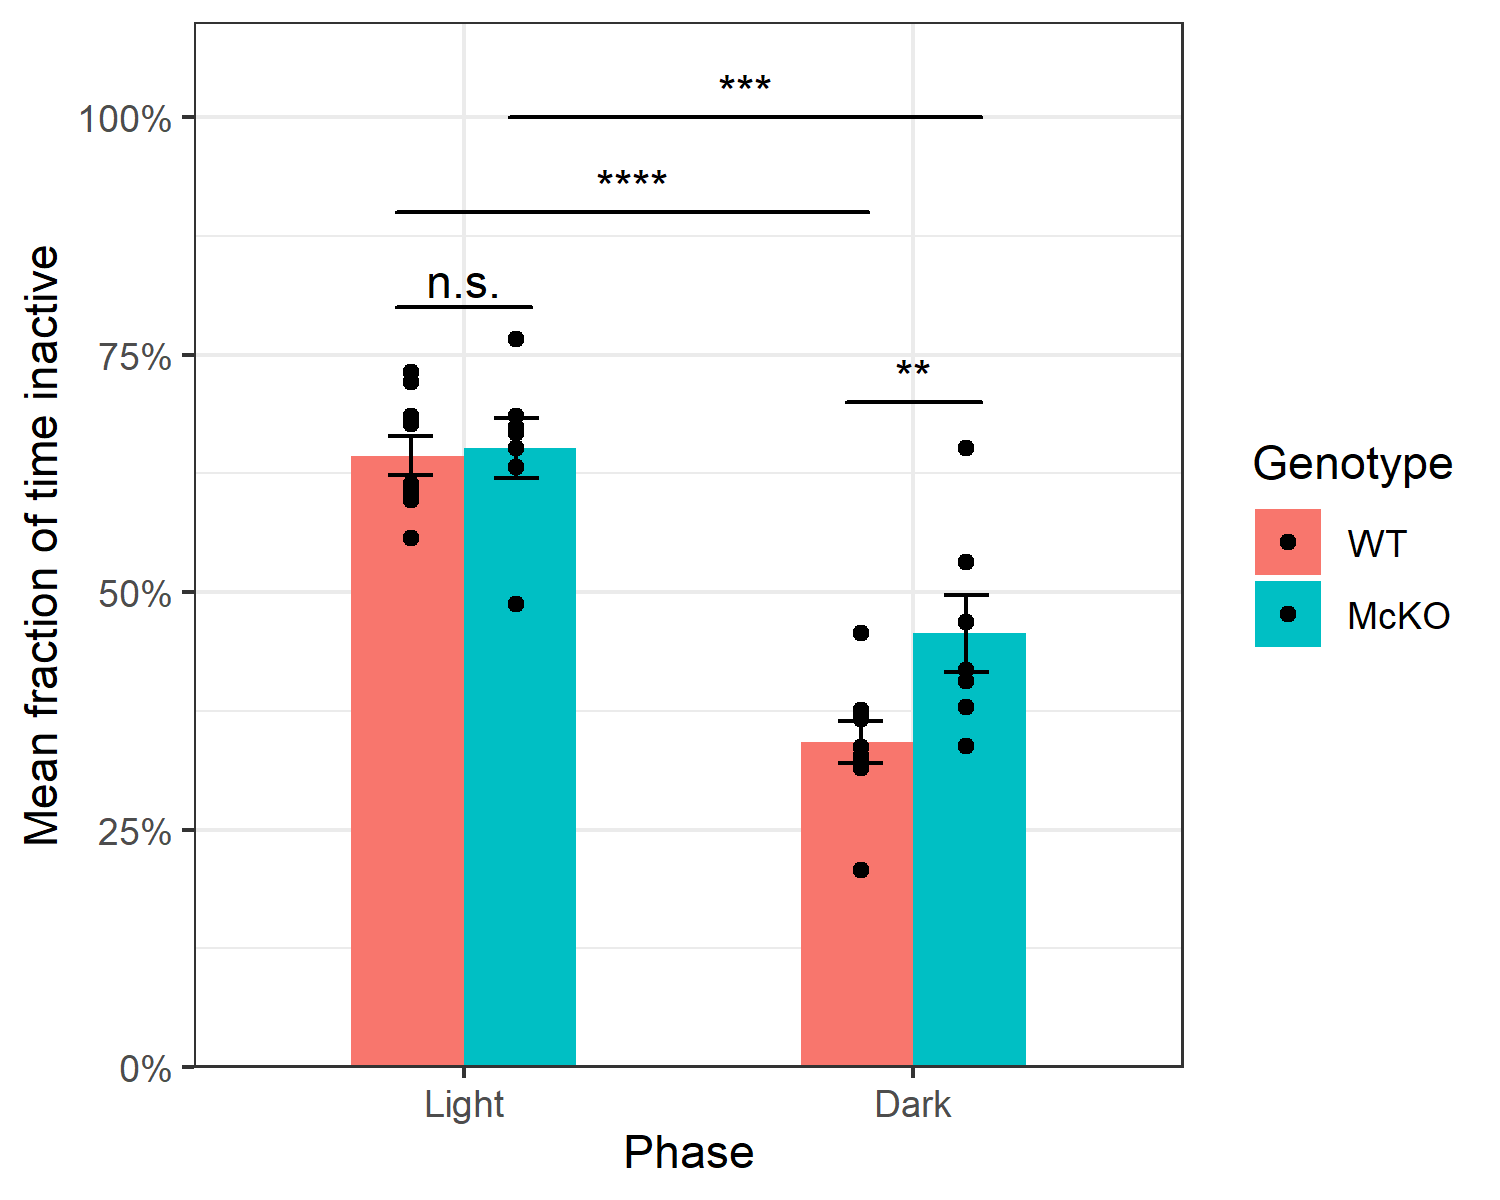 ***
100%
****
n.s.
75%
**
50%
25%
0%
Mean fraction of time inactive
Light
Dark
Phase
Genotype
WT
McKO